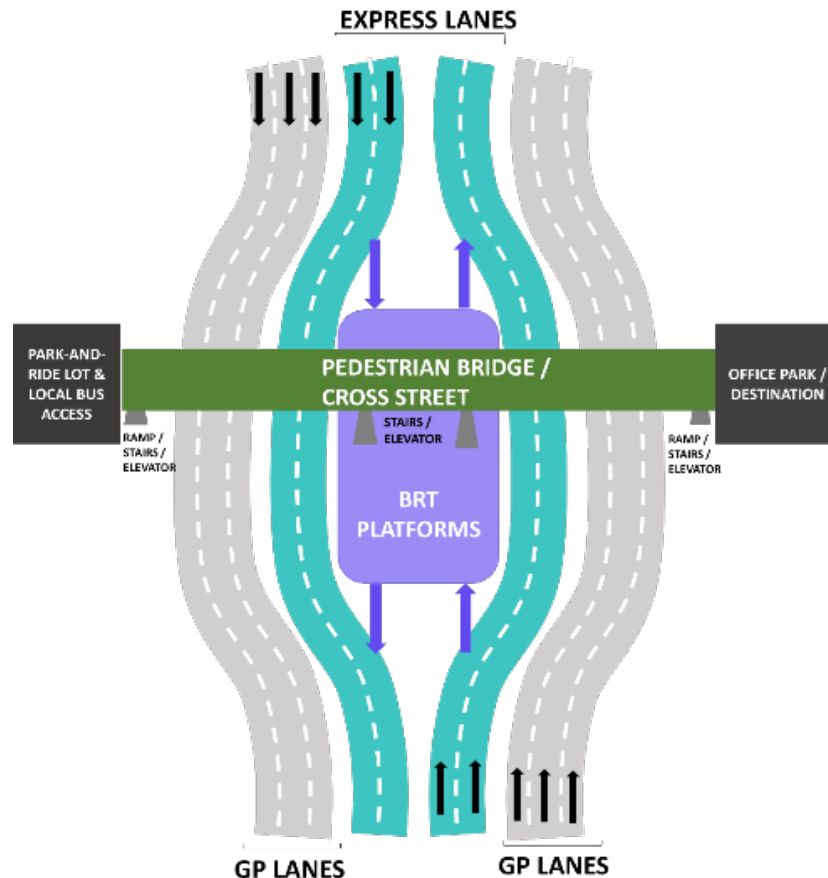 EXPRESS LANES
PARK-AND-
RIDE LOT &
LOCAL BUS
ACCESS
PEDESTRIAN BRIDGE /
CROSS STREET
OFFICE PARK /
DESTINATION
STAIRS /
ELEVATOR
RAMP /
STAIRS /
ELEVATOR
RAMP /
STAIRS /
ELEVATOR
BRT
PLATFORMS
GP LANES
GP LANES